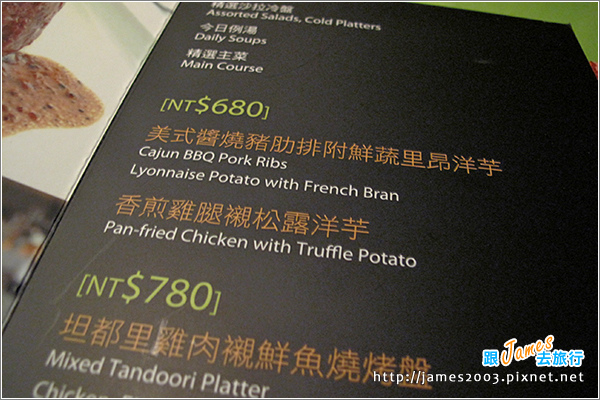 精選沙拉冷盤
Assorted Salads, Cold Platters
今日例湯
Daily Soups
精選主菜
Main Course
[NT$680]
美式醬燒豬肋排附鮮蔬里昂洋芋
Cajun BBQ Pork Ribs
Lyonnaise Potato with French Bran
香煎雞腿襯松露洋芋
Pan-fried Chicken with Truffle Potato
[NT$780]
坦都里雞肉襯鮮魚燒烤盤
Mixed Tandoori Platter
Chicken,
跟James去旅行
http://james2003.pixnet.net